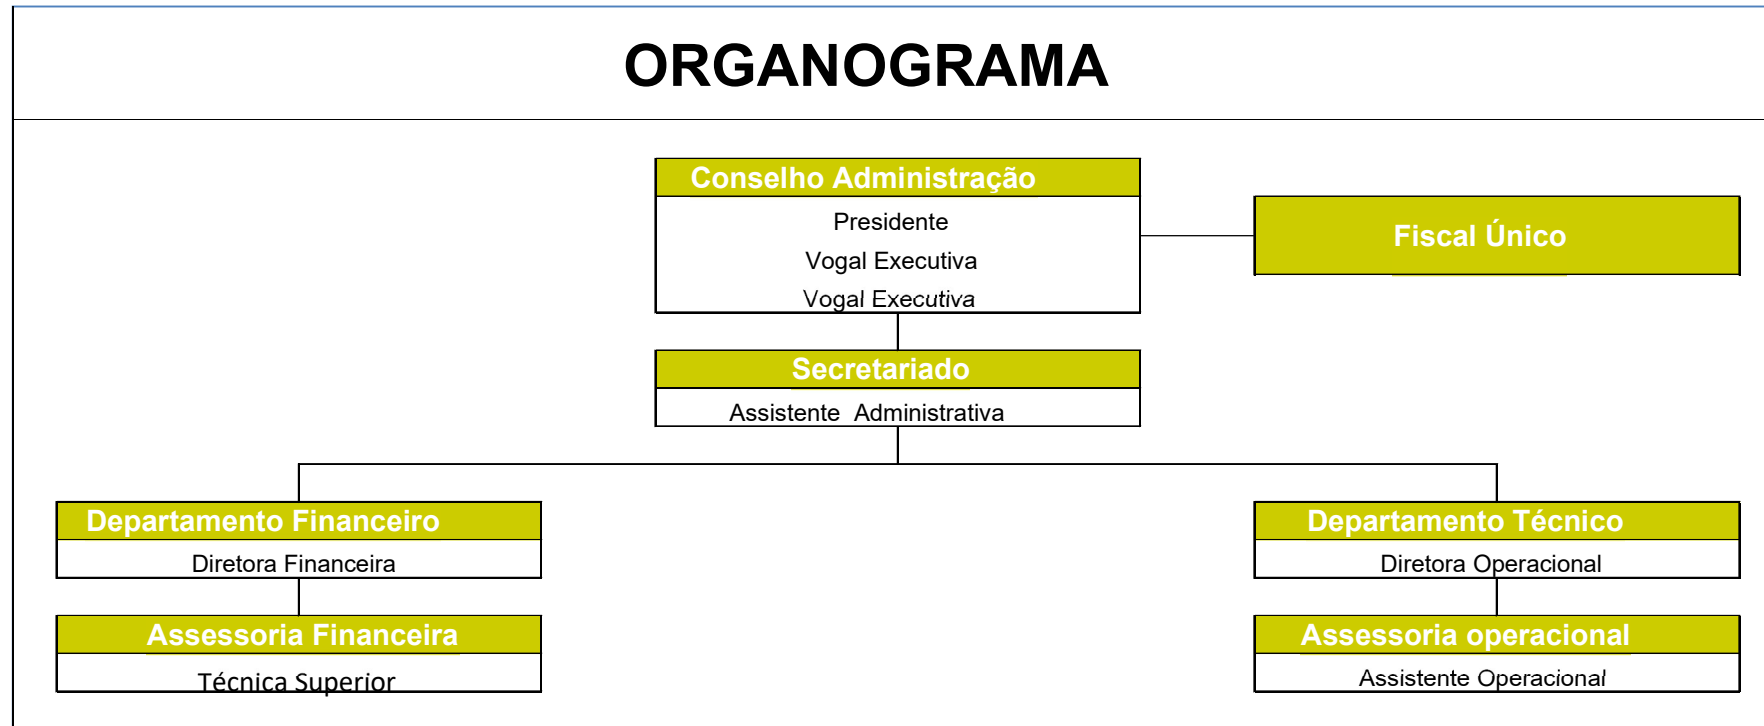 ORGANOGRAMA
Conselho Administração
Presidente
Vogal Executiva
Vogal Executiva
Fiscal Único
Secretariado
Assistente Administrativa
Departamento Financeiro
Diretora Financeira
Departamento Técnico
Diretora Operacional
Assessoria Financeira
Técnica Superior
Assessoria operacional
Assistente Operacional